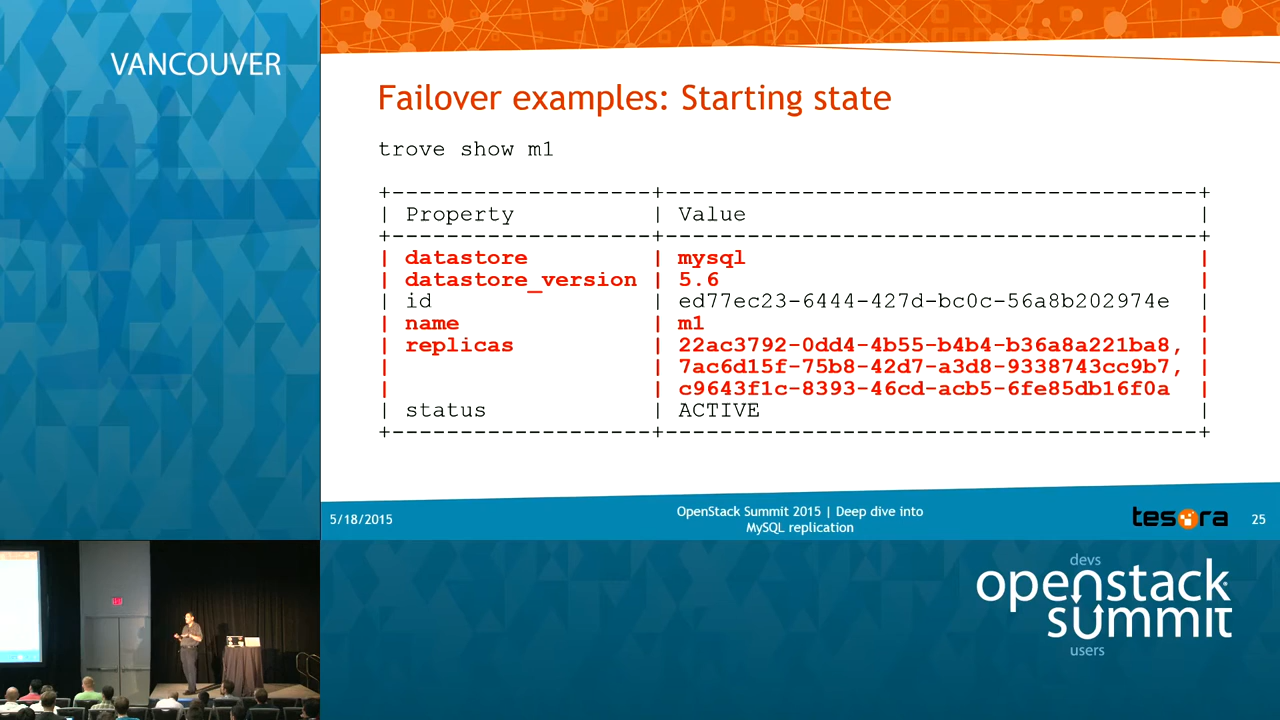 VANCOUVER
Failover examples: Starting state
trove show m1
+-------------------+---------------------------------------+
| Property | Value |
+-------------------+---------------------------------------+
| datastore | mysql |
| datastore_version | 5.6 |
| id | ed77ec23-6444-427d-bc0c-56a8b202974e |
| name | m1 |
| replicas | 22ac3792-0dd4-4b55-b4b4-b36a8a221ba8, |
| | 7ac6d15f-75b8-42d7-a3d8-9338743cc9b7, |
| | c9643f1c-8393-46cd-acb5-6fe85db16f0a |
| status | ACTIVE |
+-------------------+---------------------------------------+
5/18/2015
OpenStack Summit 2015 | Deep dive into
MySQL replication
tesora
25
devs
openstack
summit
users